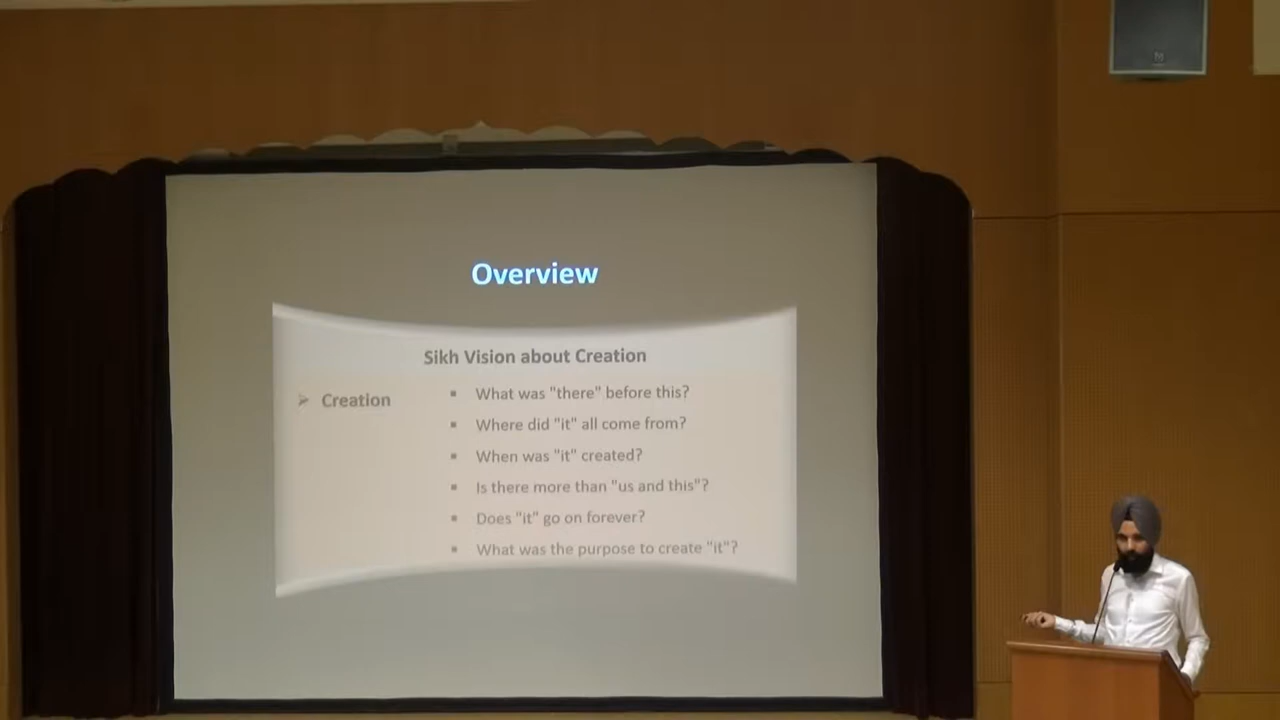 Overview
Sikh Vision about Creation
➢ Creation
▪ What was "there" before this?
▪ Where did "it" all come from?
▪ When was "it" created?
▪ Is there more than "us and this"?
▪ Does "it" go on forever?
▪ What was the purpose to create "it"?